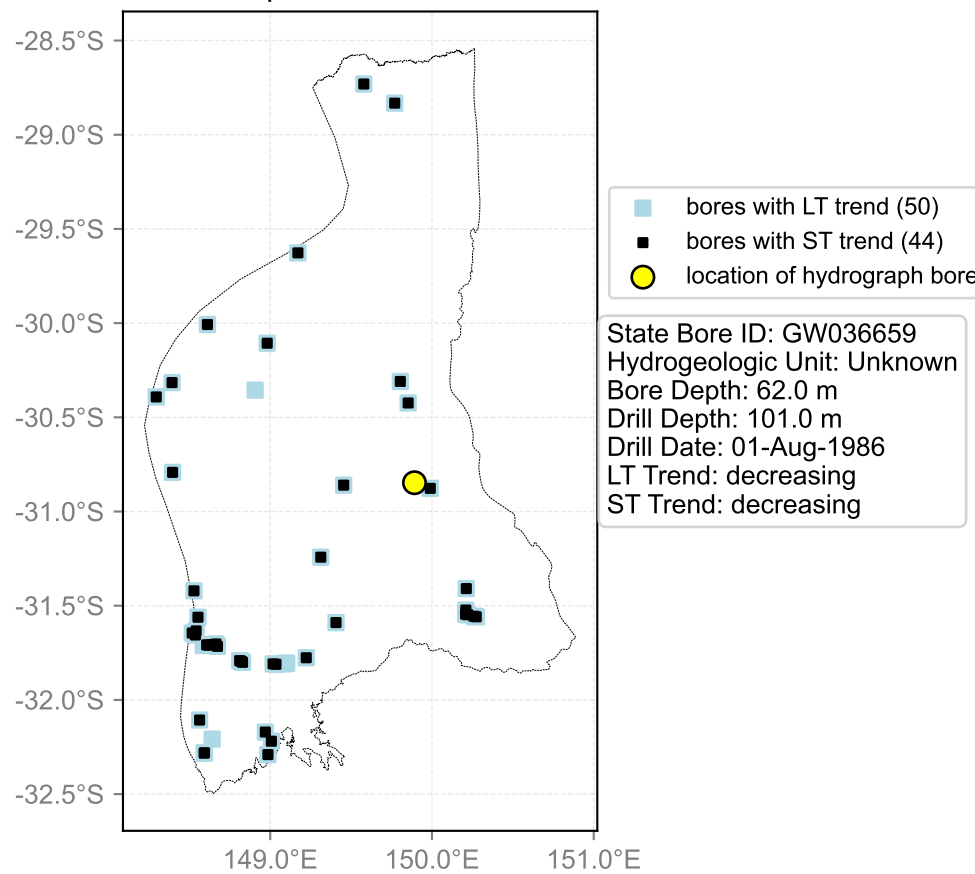 -28.5°S
-29.0°S
-29.5°S
-30.0°S
-30.5°S
-31.0°S
-31.5°S
-32.0°S
-32.5°S
149.0°E
150.0°E
151.0°E
bores with LT trend (50)
bores with ST trend (44)
location of hydrograph bore
State Bore ID: GW036659
Hydrogeologic Unit: Unknown
Bore Depth: 62.0 m
Drill Depth: 101.0 m
Drill Date: 01-Aug-1986
LT Trend: decreasing
ST Trend: decreasing